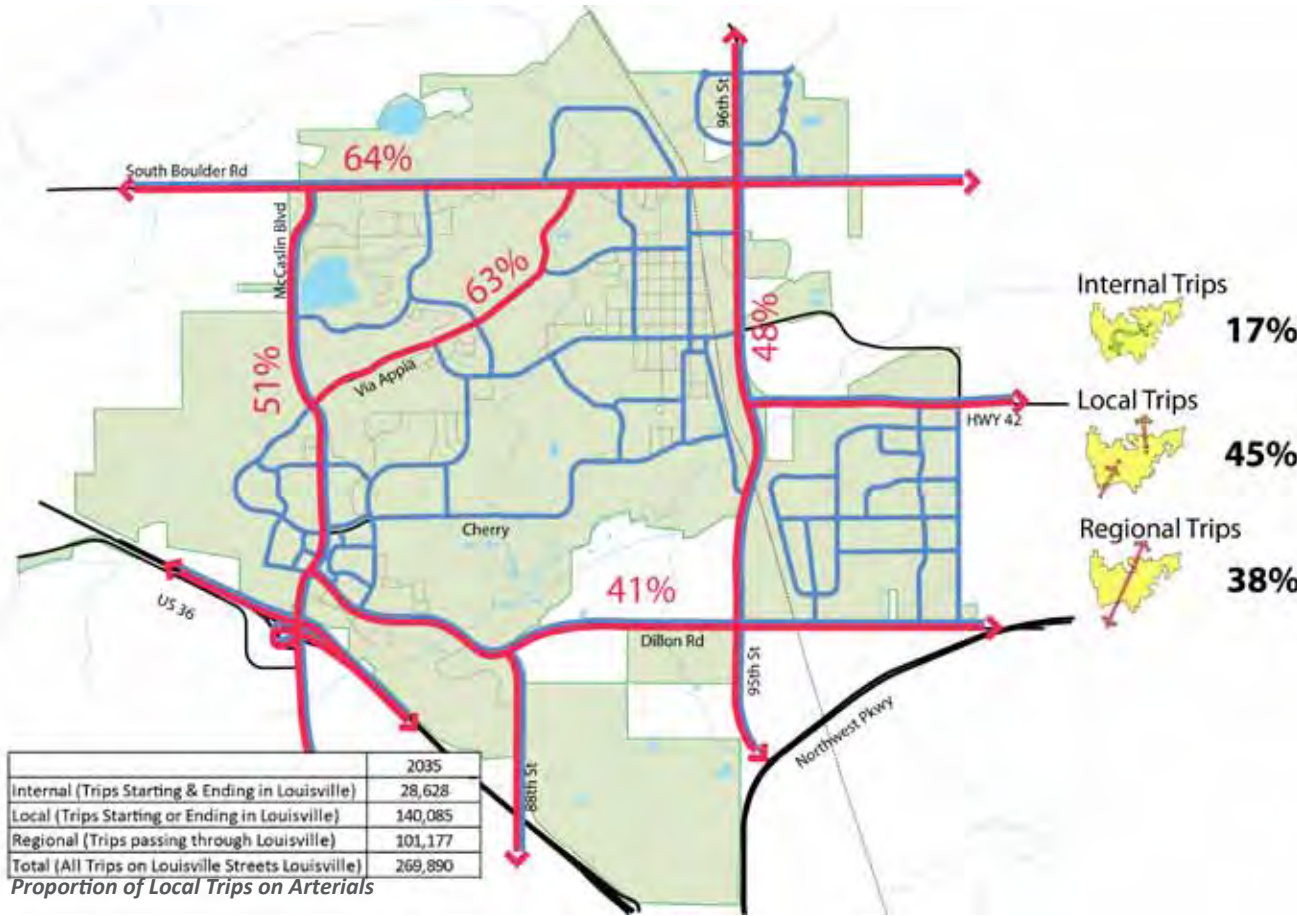 96th St
64%
South Boulder Rd
McCaslin Blvd
63%
Internal Trips
17%
48%
51%
Via Appia
Local Trips
HWY 42
45%
Cherry
Regional Trips
38%
41%
US 36
Dillon Rd
95th St
Northwest Pkwy
88th St
2035
Internal (Trips Starting & Ending in Louisville) 28,628
Local (Trips Starting or Ending in Louisville) 140,085
Regional (Trips passing through Louisville) 101,177
Total (All Trips on Louisville Streets Louisville) 269,890
Proportion of Local Trips on Arterials